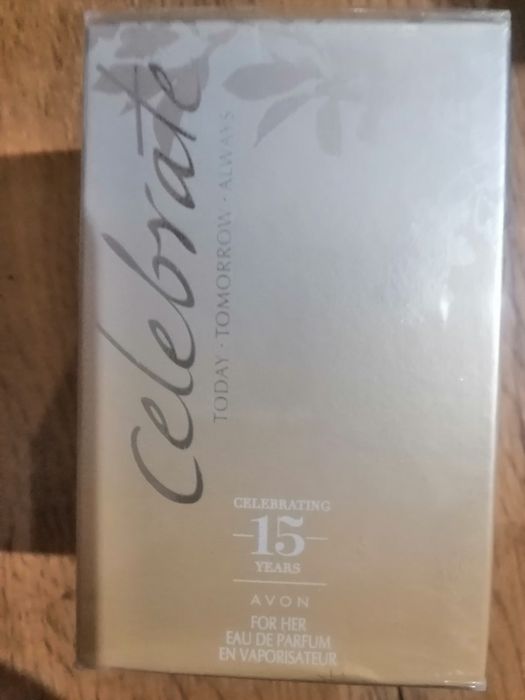 Celebrate
TODAY · TOMORROW · ALWAYS
CELEBRATING
15
YEARS
AVON
FOR HER
EAU DE PARFUM
EN VAPORISATEUR